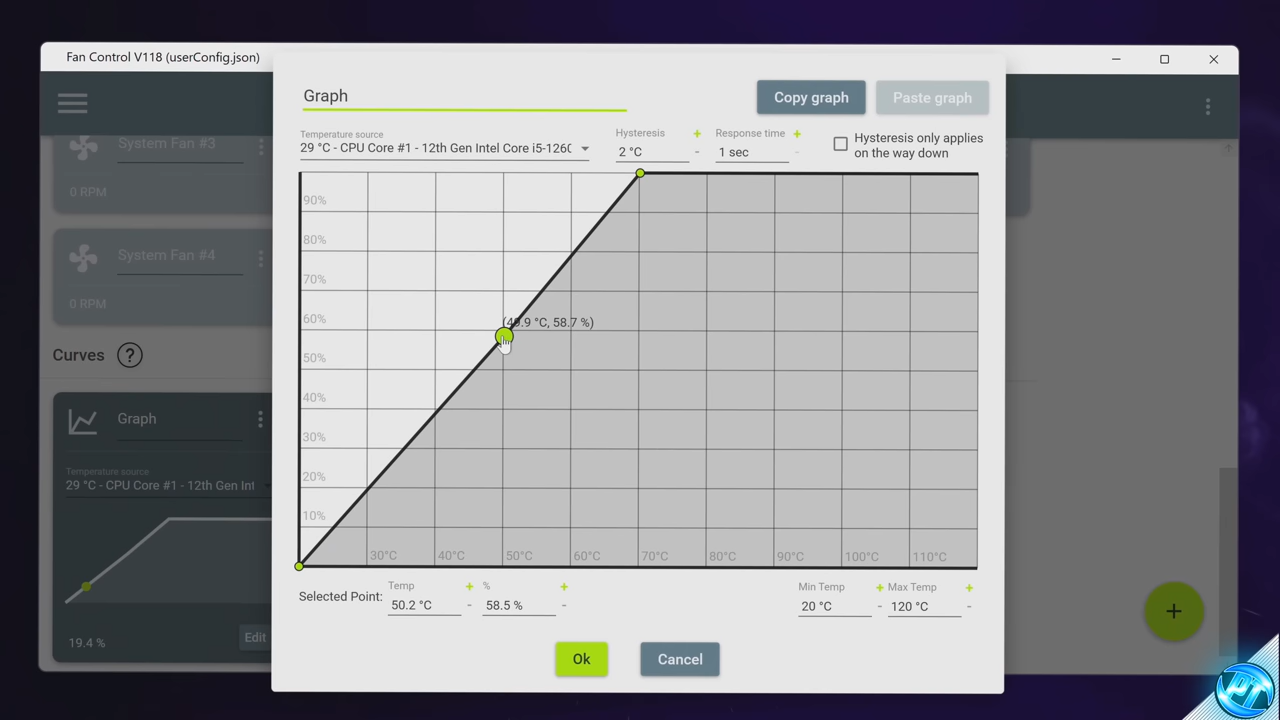 Fan Control V118 (userConfig.json)
Graph
Copy graph
Paste graph
Temperature source
29 °C - CPU Core #1 - 12th Gen Intel Core i5-1260
Hysteresis
+
2 °C
-
Response time
+
1 sec
-
Hysteresis only applies
on the way down
System Fan #3
0 RPM
System Fan #4
0 RPM
Curves ?
Graph
Temperature source
29 °C - CPU Core #1 - 12th Gen Int
19.4 %
Edit
90%
80%
70%
60%
50%
40%
30%
20%
10%
(49.9 °C, 58.7 %)
30°C 40°C 50°C 60°C 70°C 80°C 90°C 100°C 110°C
Selected Point:
Temp
+
50.2 °C
-
%
+
58.5 %
-
Min Temp
+
20 °C
-
Max Temp
+
120 °C
-
Ok
Cancel
+
PT